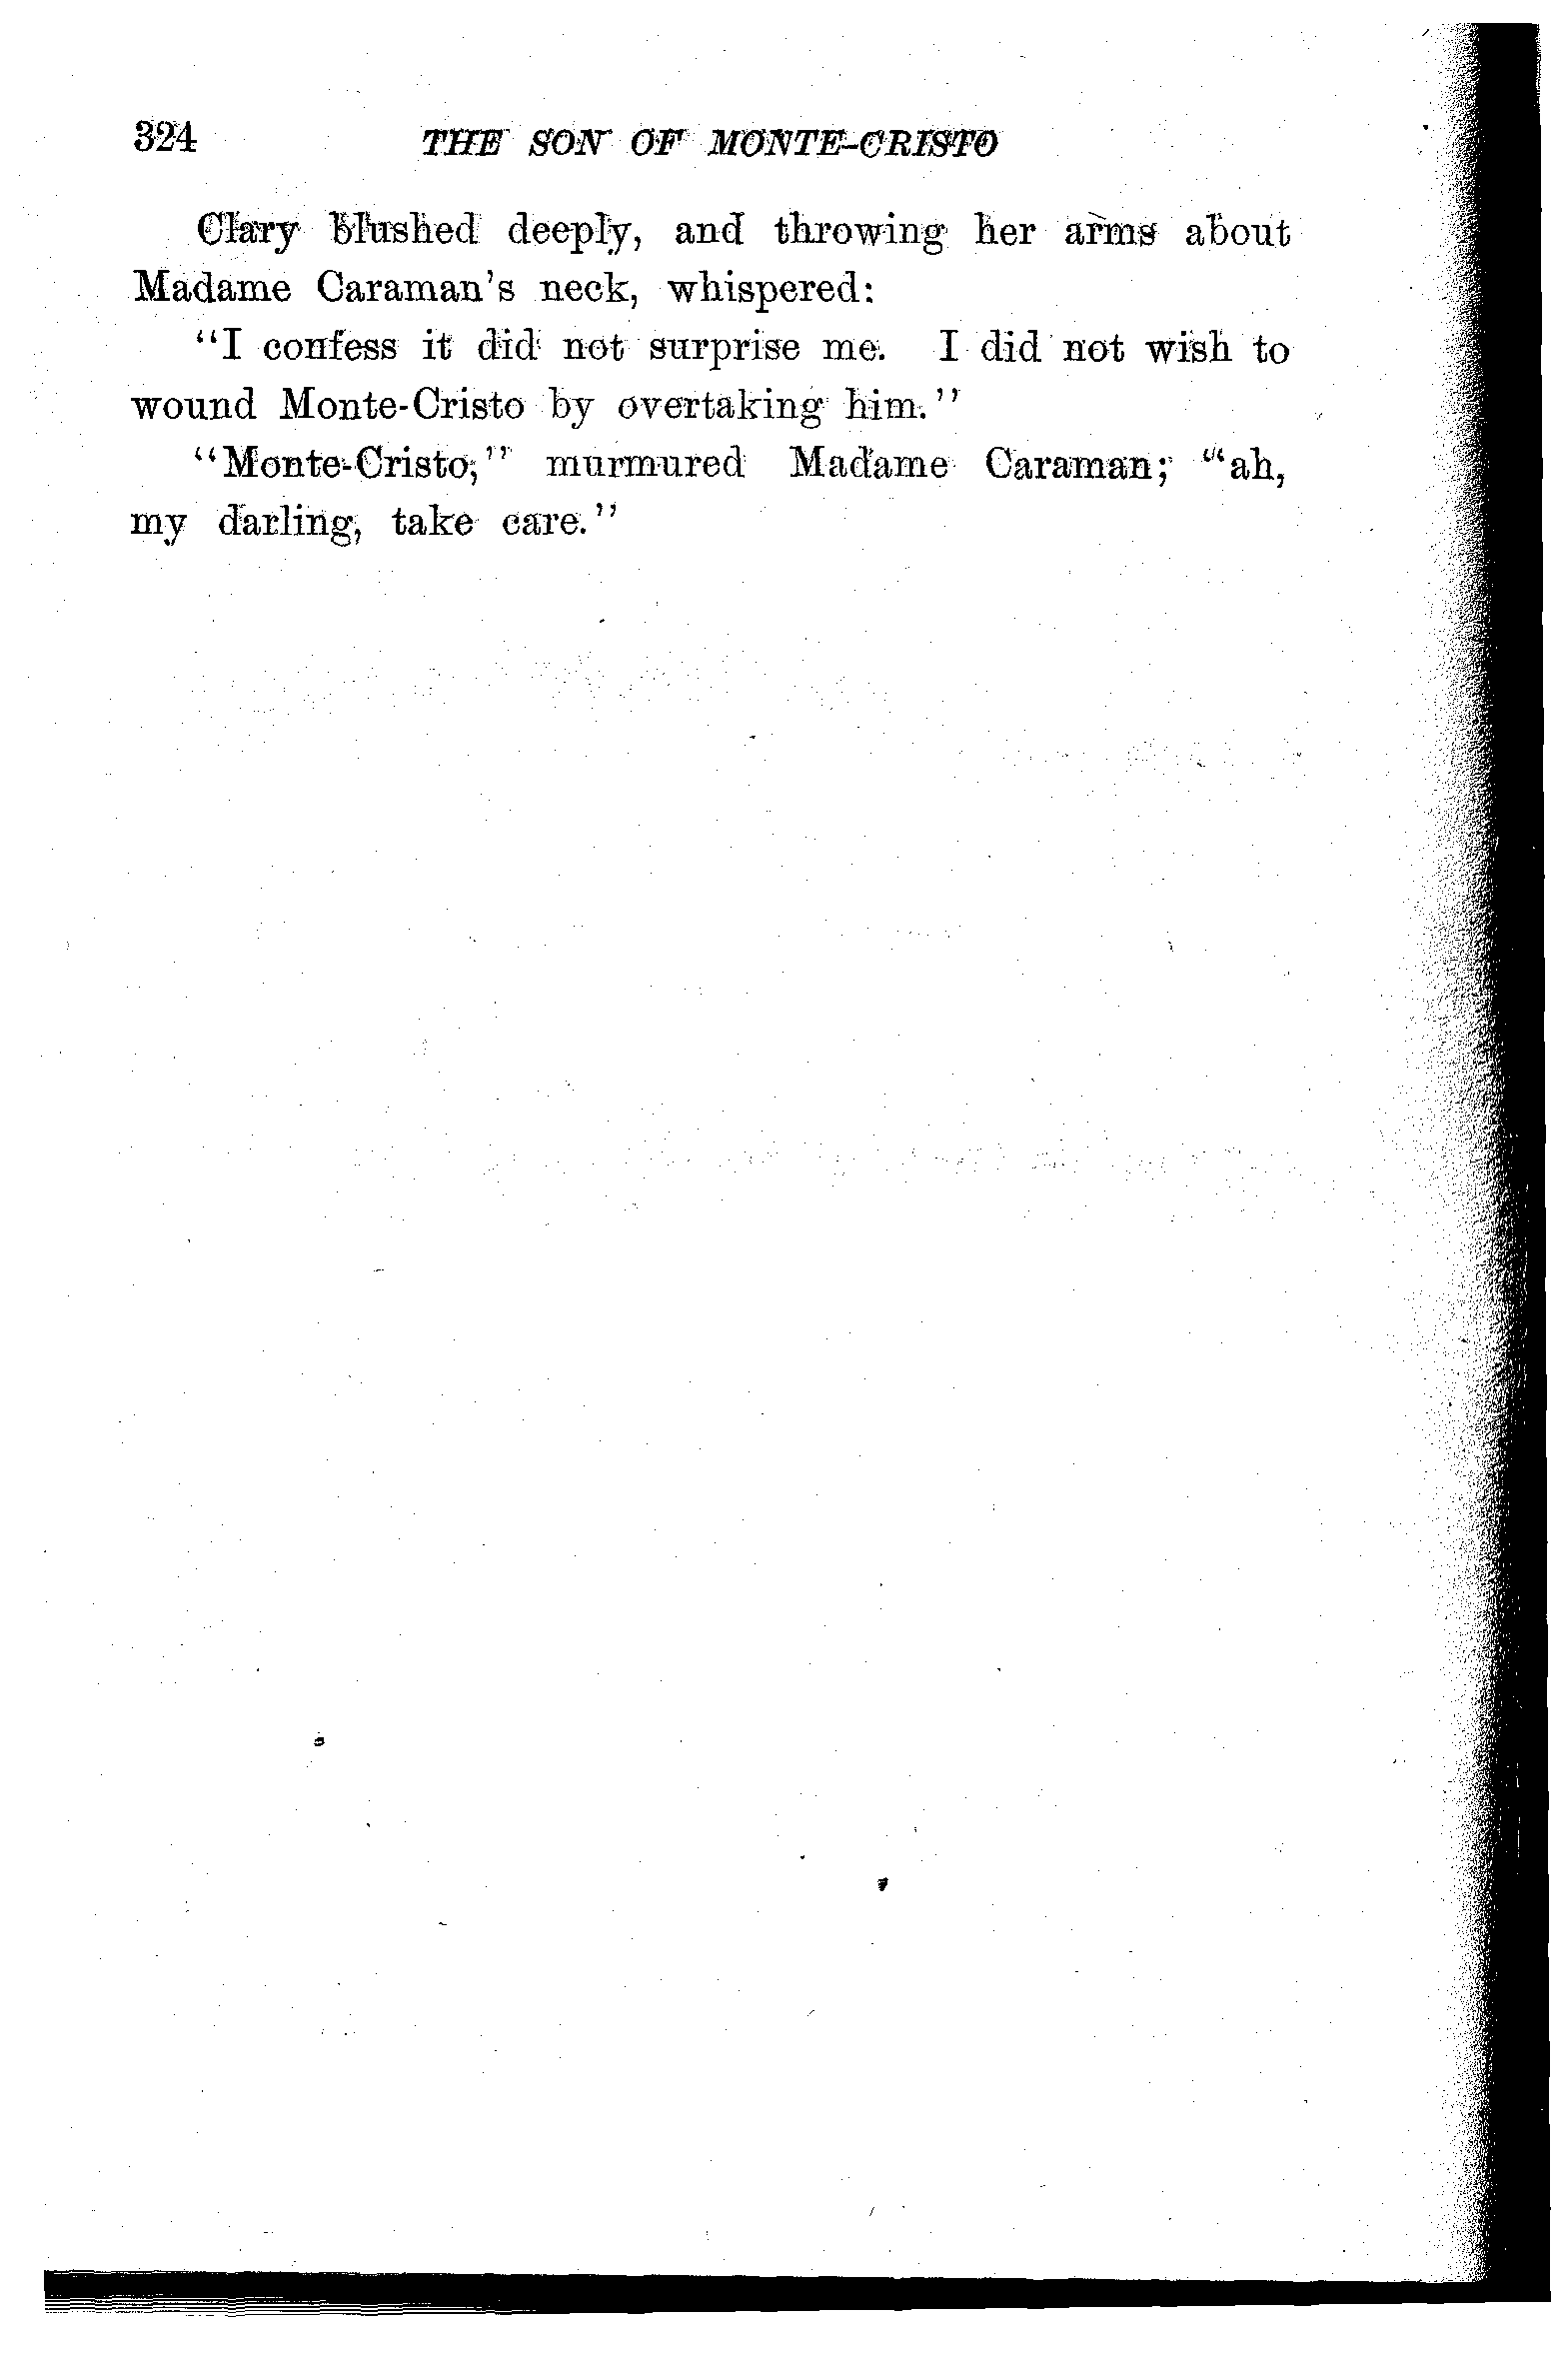 324 THE SON OF MONTE-CRISTO
Clary blushed deeply, and throwing her arms about
Madame Caraman's neck, whispered:
"I confess it did not surprise me. I did not wish to
wound Monte-Cristo by overtaking him."
"Monte-Cristo," murmured Madame Caraman; "ah,
my darling, take care."